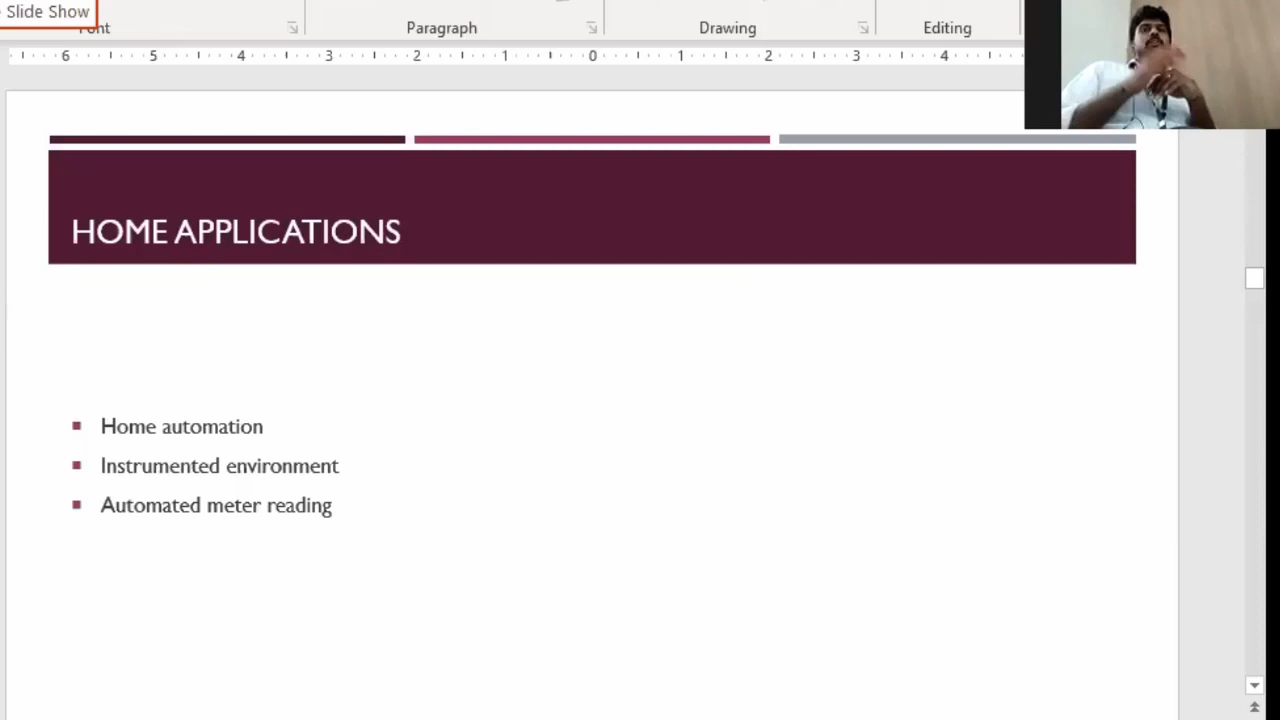 Slide Show
Font
Paragraph
Drawing
Editing
6 5 4 3 2 1 0 1 2 3 4
HOME APPLICATIONS
Home automation
Instrumented environment
Automated meter reading